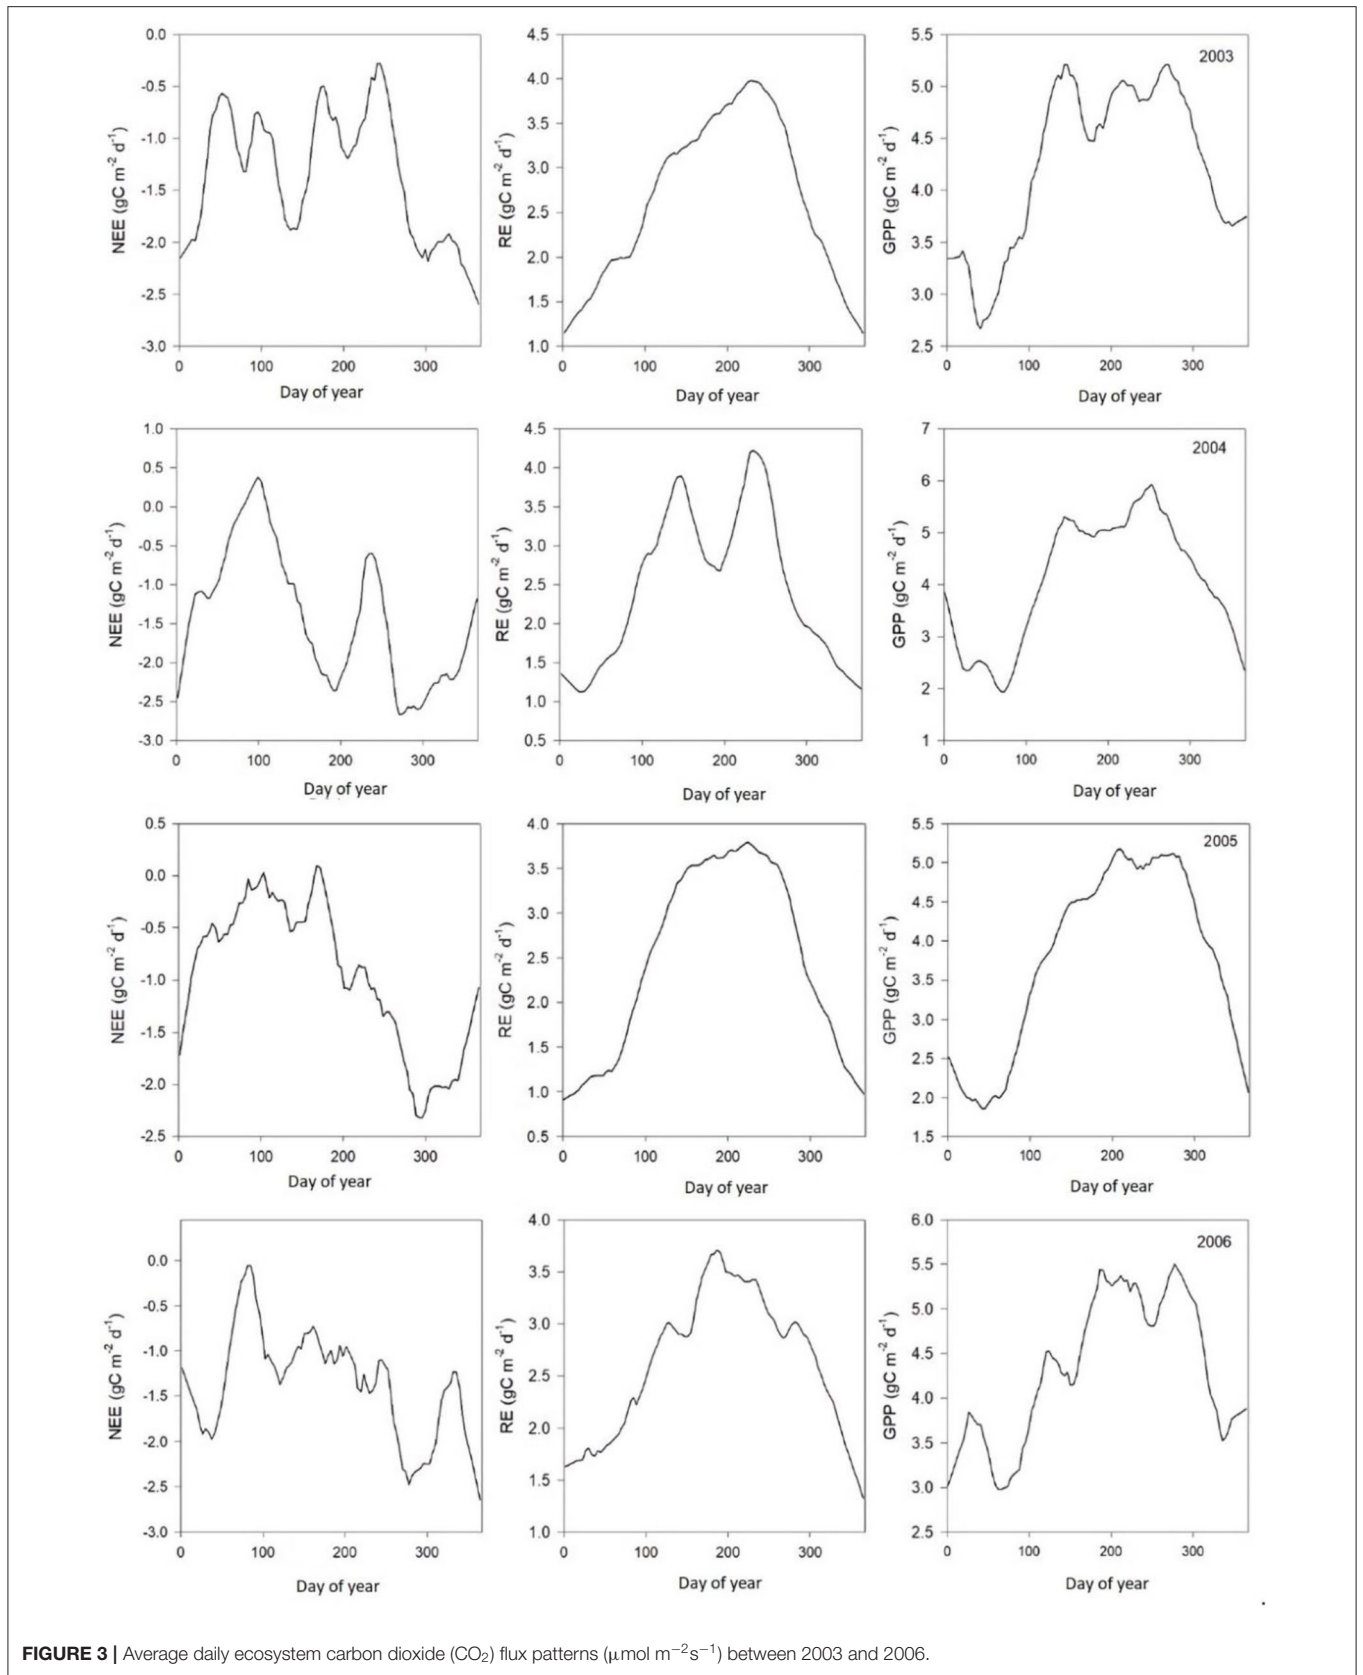 0.0
-0.5
-1.0
-1.5
-2.0
-2.5
-3.0
NEE (gC m-2 d-1)
0 100 200 300
Day of year
4.5
4.0
3.5
3.0
2.5
2.0
1.5
1.0
RE (gC m-2 d-1)
0 100 200 300
Day of year
5.5
5.0
4.5
4.0
3.5
3.0
2.5
GPP (gC m-2 d-1)
2003
0 100 200 300
Day of year
1.0
0.5
0.0
-0.5
-1.0
-1.5
-2.0
-2.5
-3.0
NEE (gC m-2 d-1)
0 100 200 300
Day of year
4.5
4.0
3.5
3.0
2.5
2.0
1.5
1.0
0.5
RE (gC m-2 d-1)
0 100 200 300
Day of year
7
6
5
4
3
2
1
GPP (gC m-2 d-1)
2004
0 100 200 300
Day of year
0.5
0.0
-0.5
-1.0
-1.5
-2.0
-2.5
NEE (gC m-2 d-1)
0 100 200 300
Day of year
4.0
3.5
3.0
2.5
2.0
1.5
1.0
0.5
RE (gC m-2 d-1)
0 100 200 300
Day of year
5.5
5.0
4.5
4.0
3.5
3.0
2.5
2.0
1.5
GPP (gC m-2 d-1)
2005
0 100 200 300
Day of year
0.0
-0.5
-1.0
-1.5
-2.0
-2.5
-3.0
NEE (gC m-2 d-1)
0 100 200 300
Day of year
4.0
3.5
3.0
2.5
2.0
1.5
1.0
RE (gC m-2 d-1)
0 100 200 300
Day of year
6.0
5.5
5.0
4.5
4.0
3.5
3.0
2.5
GPP (gC m-2 d-1)
2006
0 100 200 300
Day of year
.
FIGURE 3 | Average daily ecosystem carbon dioxide (CO₂) flux patterns (μmol m⁻²s⁻¹) between 2003 and 2006.